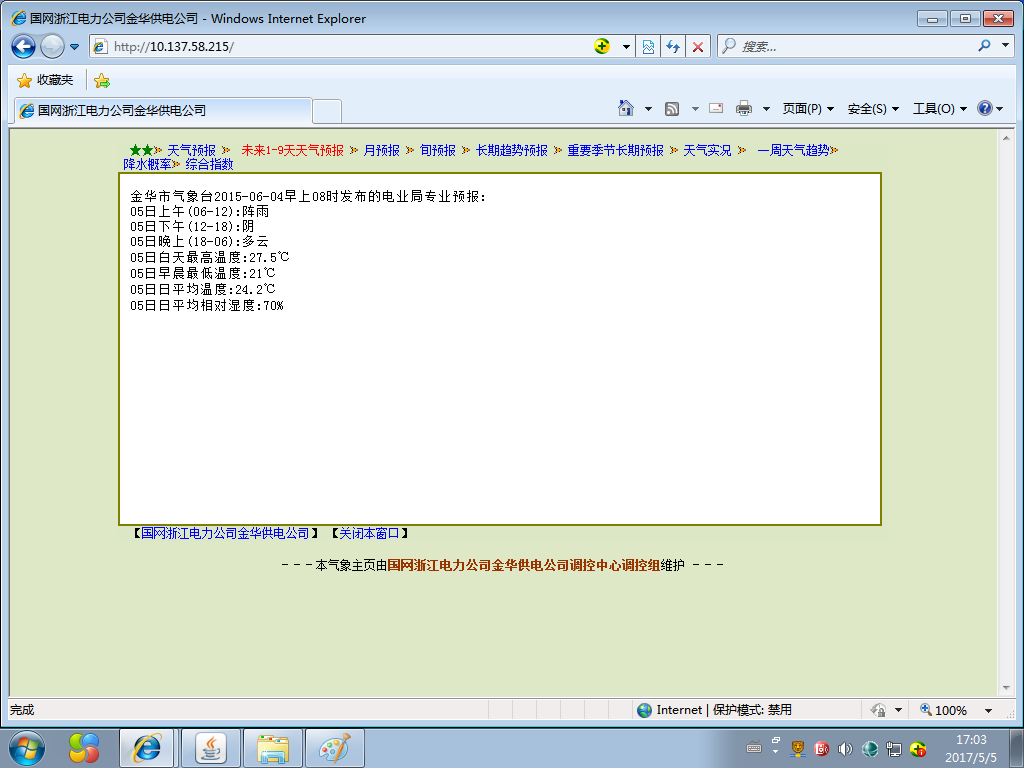 国网浙江电力公司金华供电公司 - Windows Internet Explorer
http://10.137.58.215/
搜索...
收藏夹
国网浙江电力公司金华供电公司
页面(P) 安全(S) 工具(O)
★★» 天气预报 » 未来1-9天天气预报 » 月预报 » 旬预报 » 长期趋势预报 » 重要季节长期预报 » 天气实况 » 一周天气趋势»
降水概率» 综合指数
金华市气象台2015-06-04早上08时发布的电业局专业预报:
05日上午(06-12):阵雨
05日下午(12-18):阴
05日晚上(18-06):多云
05日白天最高温度:27.5℃
05日早晨最低温度:21℃
05日日平均温度:24.2℃
05日日平均相对湿度:70%
【国网浙江电力公司金华供电公司】 【关闭本窗口】
- - - 本气象主页由国网浙江电力公司金华供电公司调控中心调控组维护 - - -
完成
Internet | 保护模式: 禁用
100%
17:03
2017/5/5